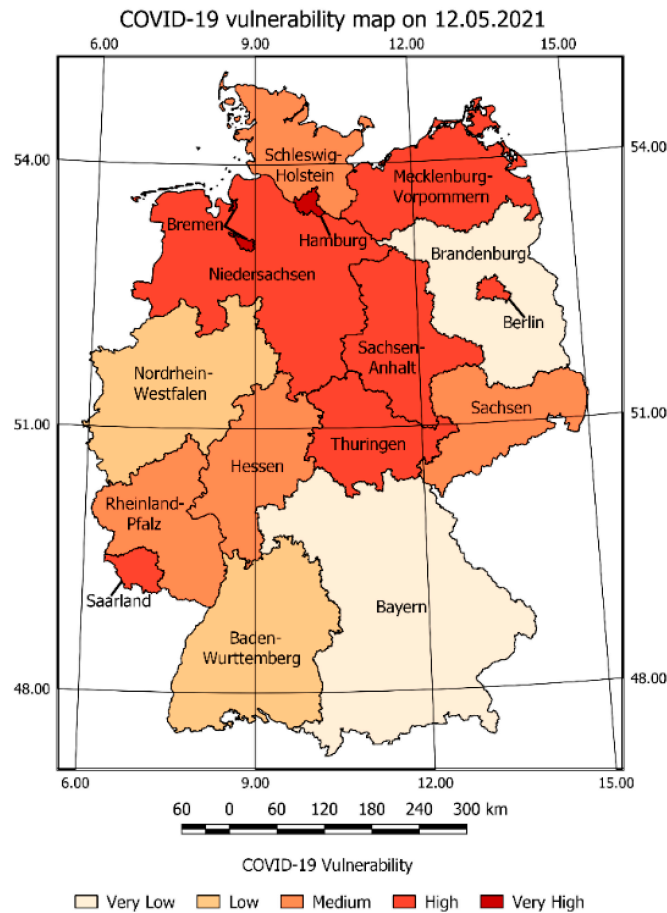 COVID-19 vulnerability map on 12.05.2021
6.00 9.00 12.00 15.00
54.00 54.00
Schleswig-
Holstein
Mecklenburg-
Vorpommern
Bremen
Hamburg
Brandenburg
Niedersachsen
Berlin
Sachsen-
Anhalt
Nordrhein-
Westfalen
Sachsen
51.00 51.00
Thuringen
Hessen
Rheinland-
Pfalz
Saarland
Bayern
Baden-
Wurttemberg
48.00 48.00
6.00 9.00 12.00 15.00
60 0 60 120 180 240 300 km
COVID-19 Vulnerability
Very Low Low Medium High Very High